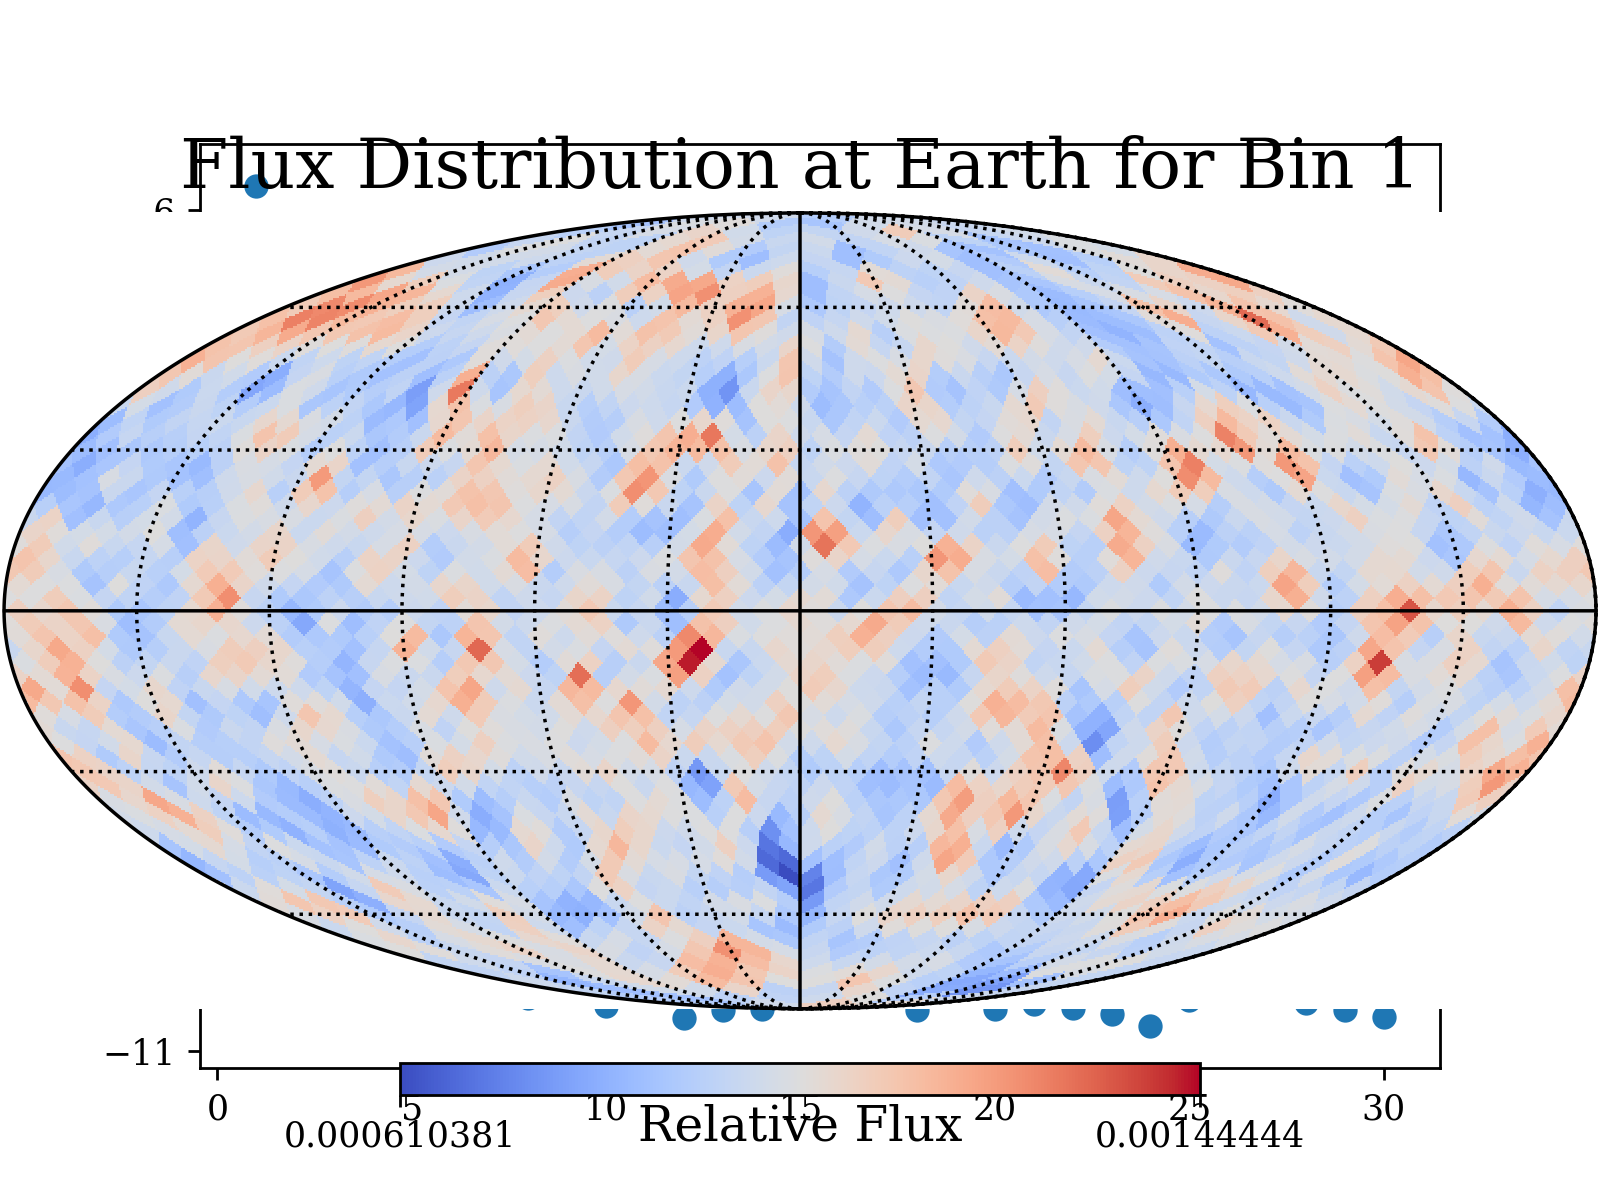 Flux Distribution at Earth for Bin 1
6
−11
0 5 10 15 20 25 30
Relative Flux
0.000610381 0.00144444